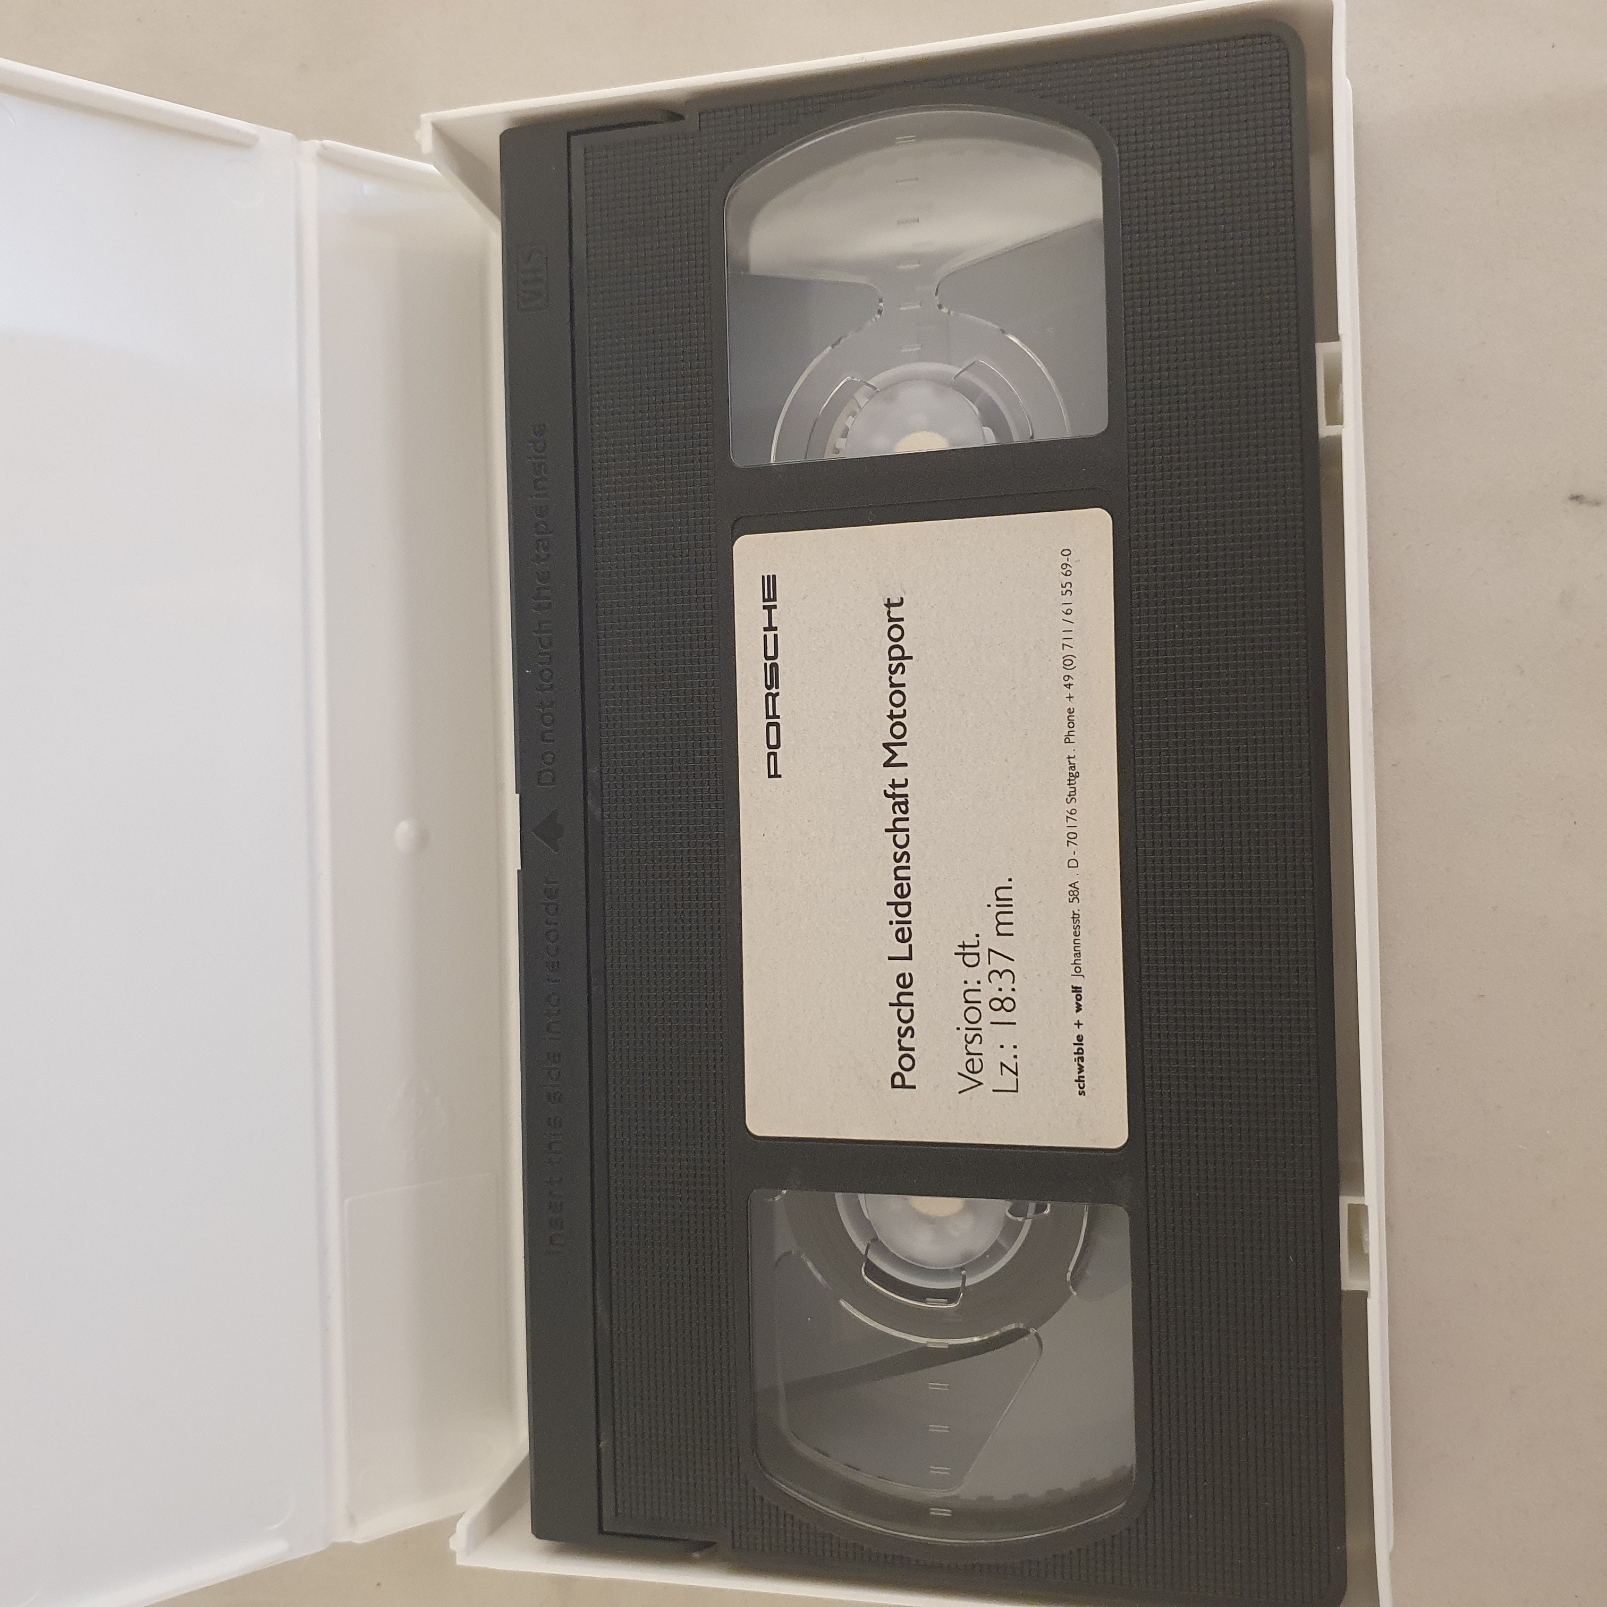 VHS
Insert this side into recorder Do not touch the tape inside
PORSCHE
Porsche Leidenschaft Motorsport
Version: dt.
Lz.: 18:37 min.
schwäble + wolf Johannesstr. 58A . D - 70176 Stuttgart . Phone + 49 (0) 711 / 61 55 69-0